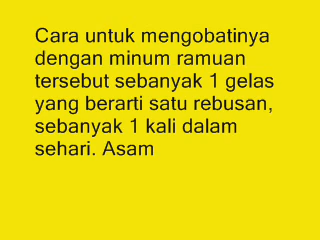 Cara untuk mengobatinya
dengan minum ramuan
tersebut sebanyak 1 gelas
yang berarti satu rebusan,
sebanyak 1 kali dalam
sehari. Asam